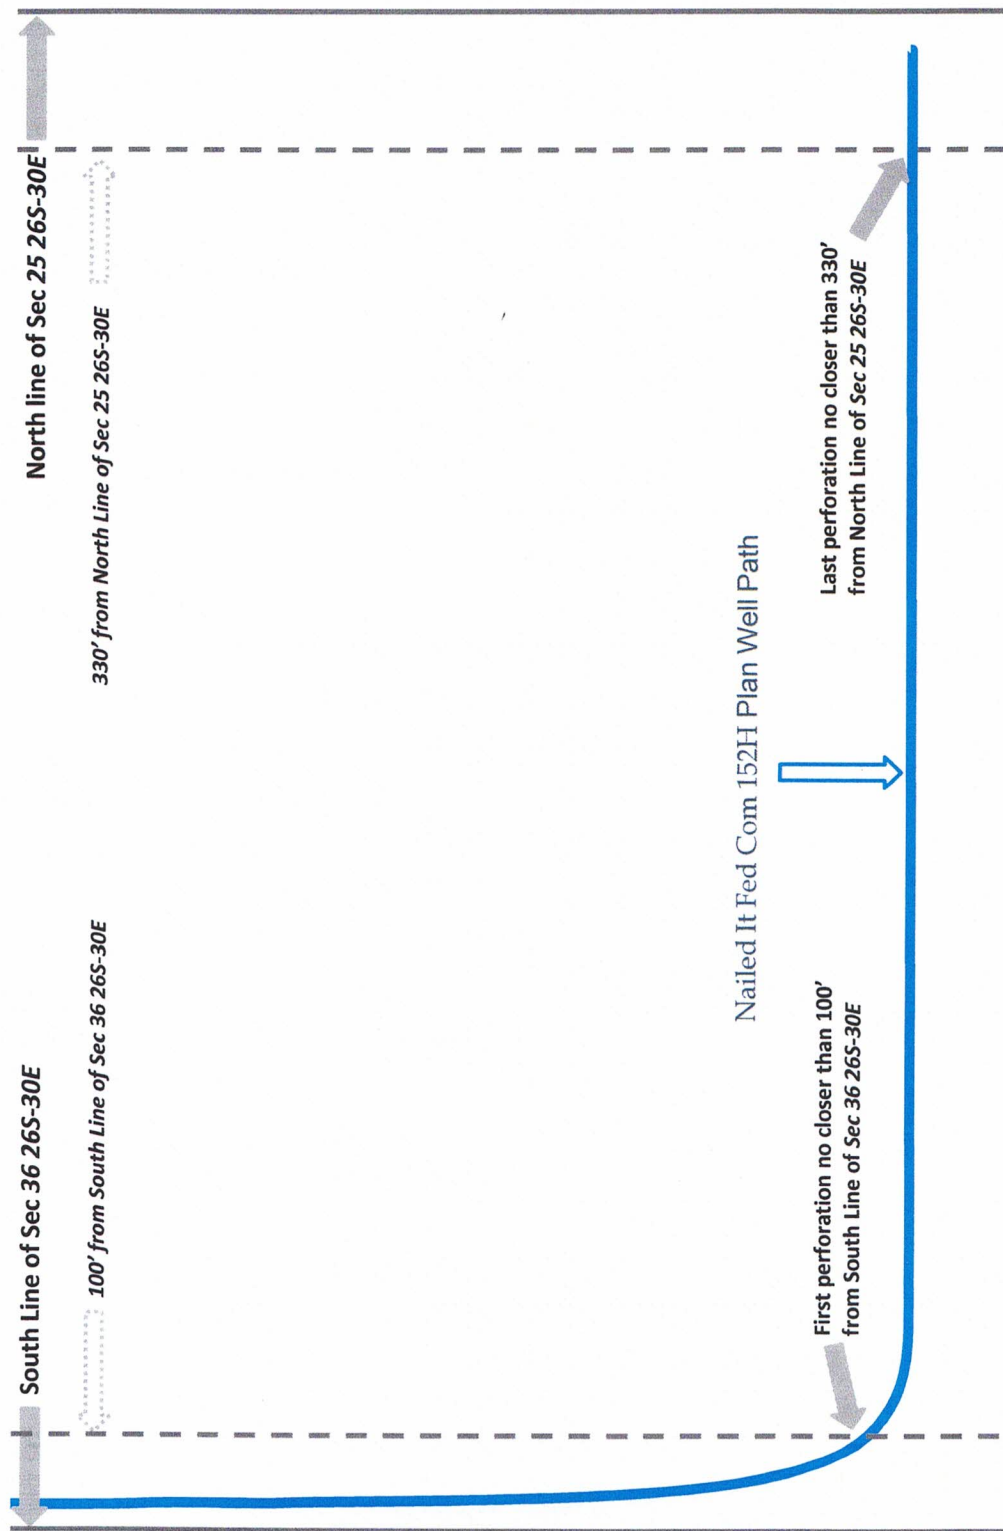 South Line of Sec 36 26S-30E
North line of Sec 25 26S-30E
100' from South Line of Sec 36 26S-30E
330' from North Line of Sec 25 26S-30E
Nailed It Fed Com 152H Plan Well Path
First perforation no closer than 100'
from South Line of Sec 36 26S-30E
Last perforation no closer than 330'
from North Line of Sec 25 26S-30E